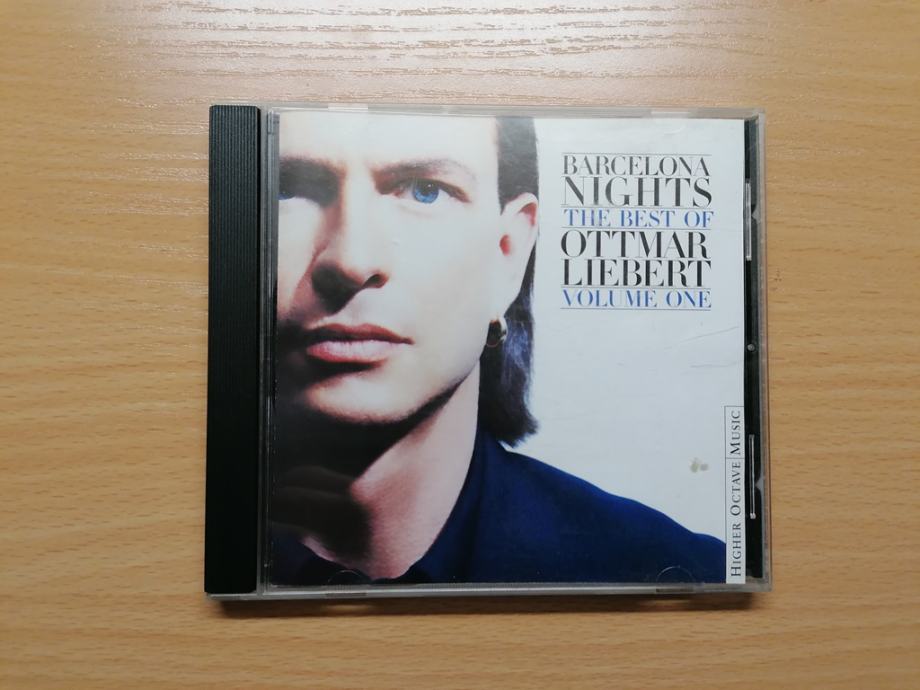 BARCELONA
NIGHTS
THE BEST OF
OTTMAR
LIEBERT
VOLUME ONE
HIGHER OCTAVE MUSIC